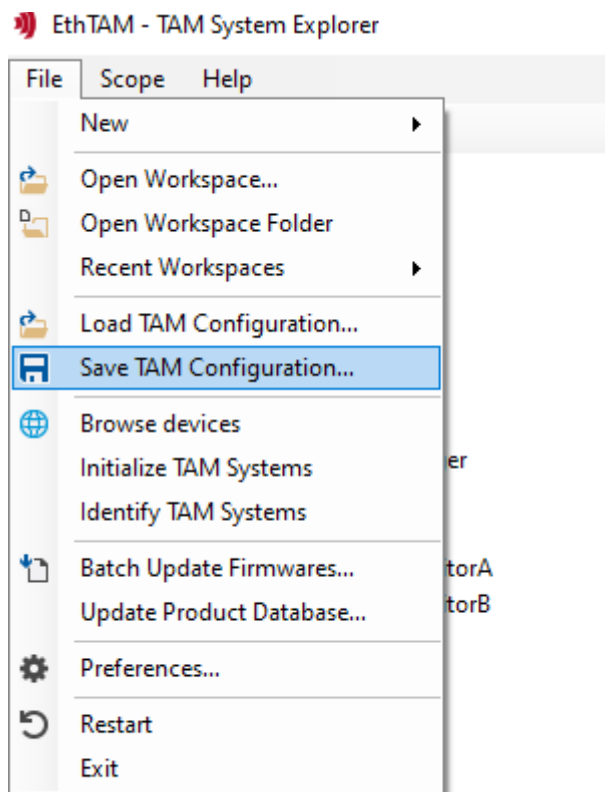 EthTAM - TAM System Explorer
File Scope Help
New
Open Workspace...
Open Workspace Folder
Recent Workspaces
Load TAM Configuration...
Save TAM Configuration...
Browse devices
Initialize TAM Systems
er
Identify TAM Systems
Batch Update Firmwares...
torA
Update Product Database...
torB
Preferences...
Restart
Exit